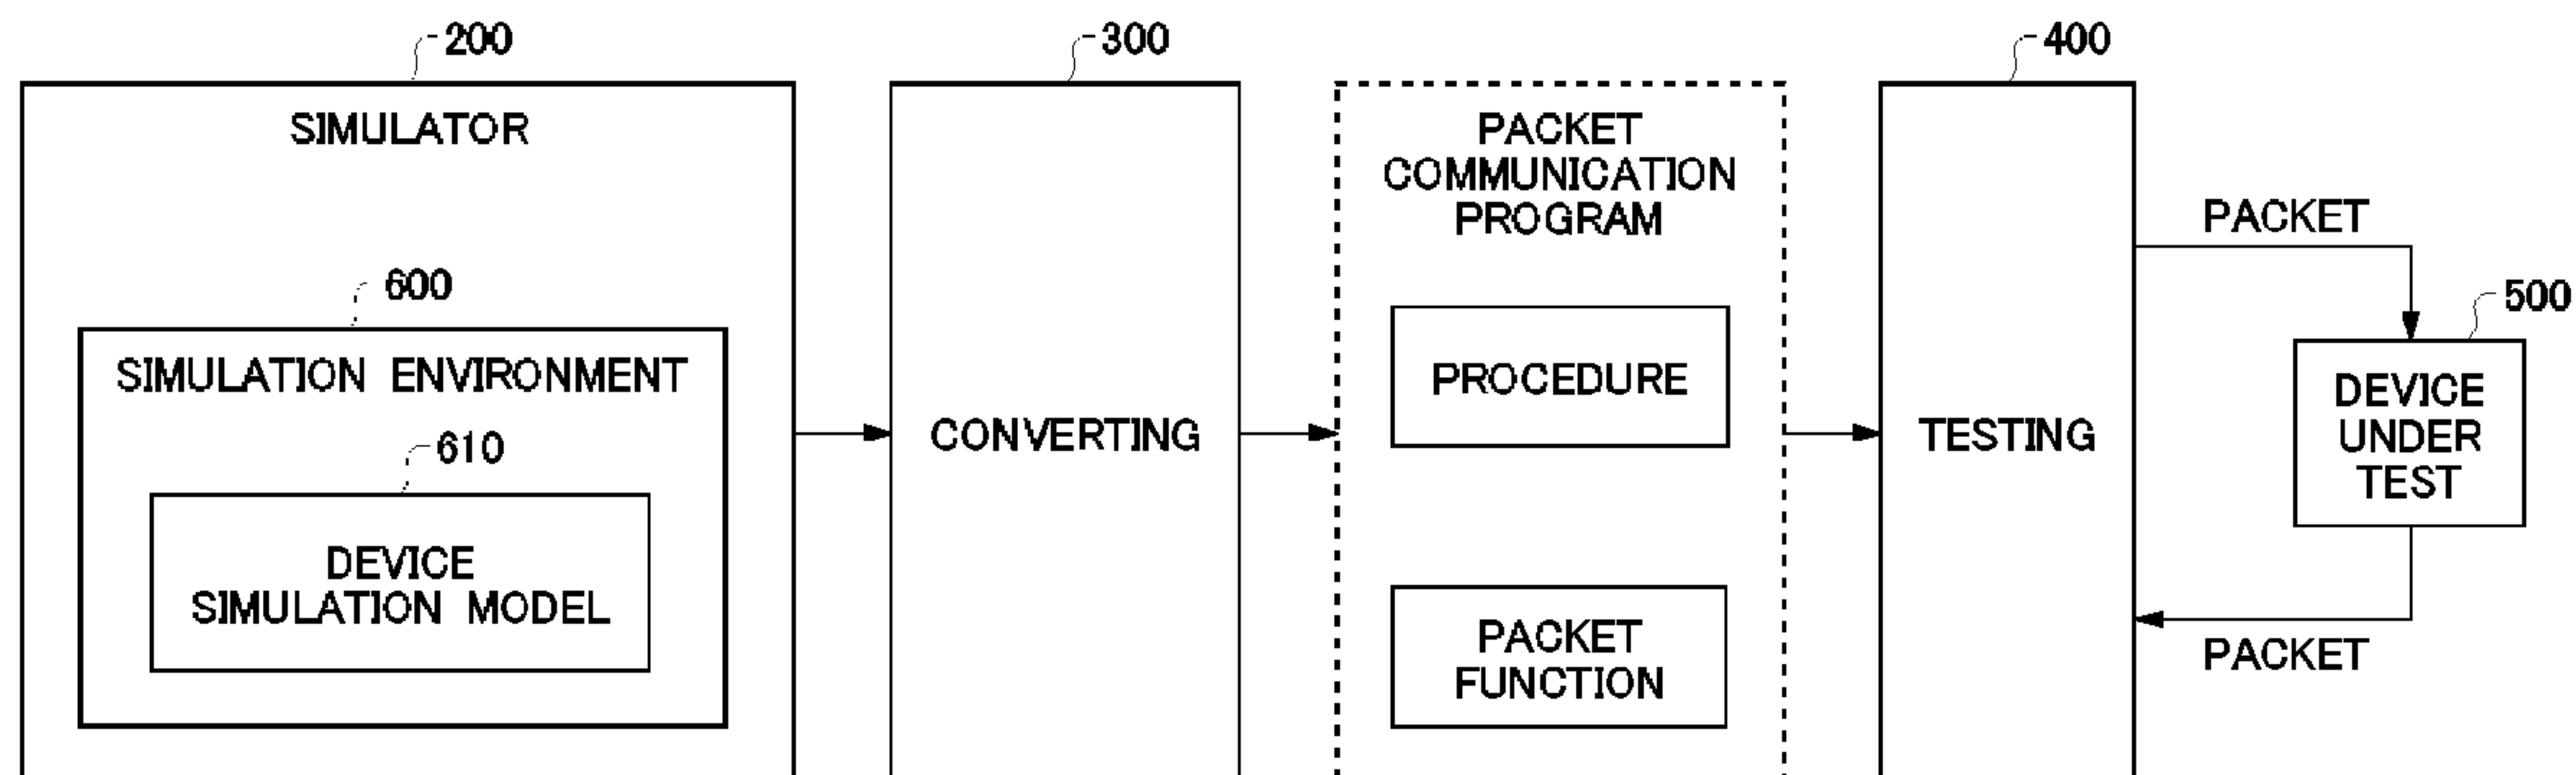 200
SIMULATOR
600
SIMULATION ENVIRONMENT
610
DEVICE
SIMULATION MODEL
300
CONVERTING
PACKET
COMMUNICATION
PROGRAM
PROCEDURE
PACKET
FUNCTION
400
TESTING
PACKET
500
DEVICE
UNDER
TEST
PACKET